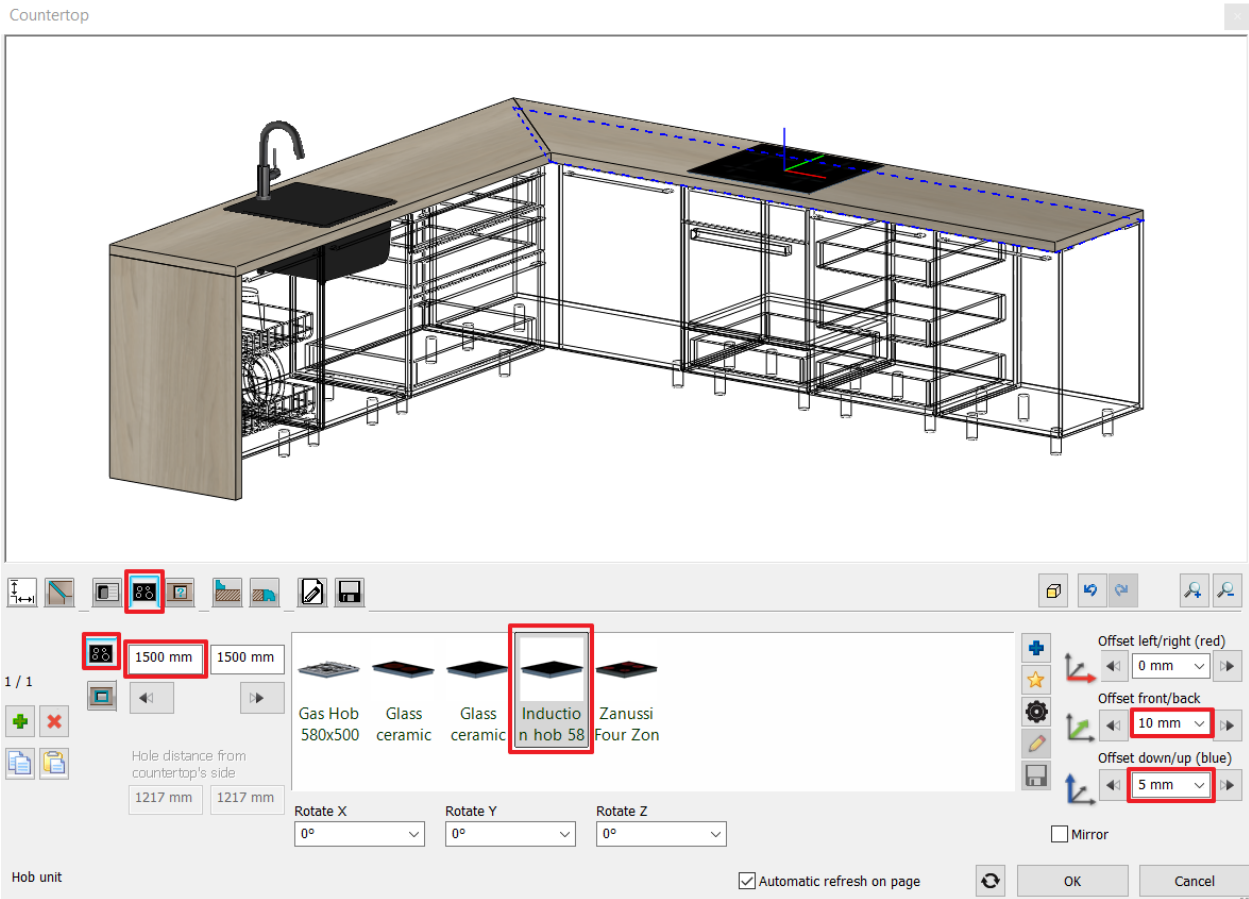 Countertop
1500 mm
1500 mm
1 / 1
Hole distance from
countertop's side
1217 mm
1217 mm
Gas Hob
580x500
Glass
ceramic
Glass
ceramic
Inductio
n hob 58
Zanussi
Four Zon
Rotate X
0°
Rotate Y
0°
Rotate Z
0°
Offset left/right (red)
0 mm
Offset front/back
10 mm
Offset down/up (blue)
5 mm
Mirror
Hob unit
Automatic refresh on page
OK
Cancel